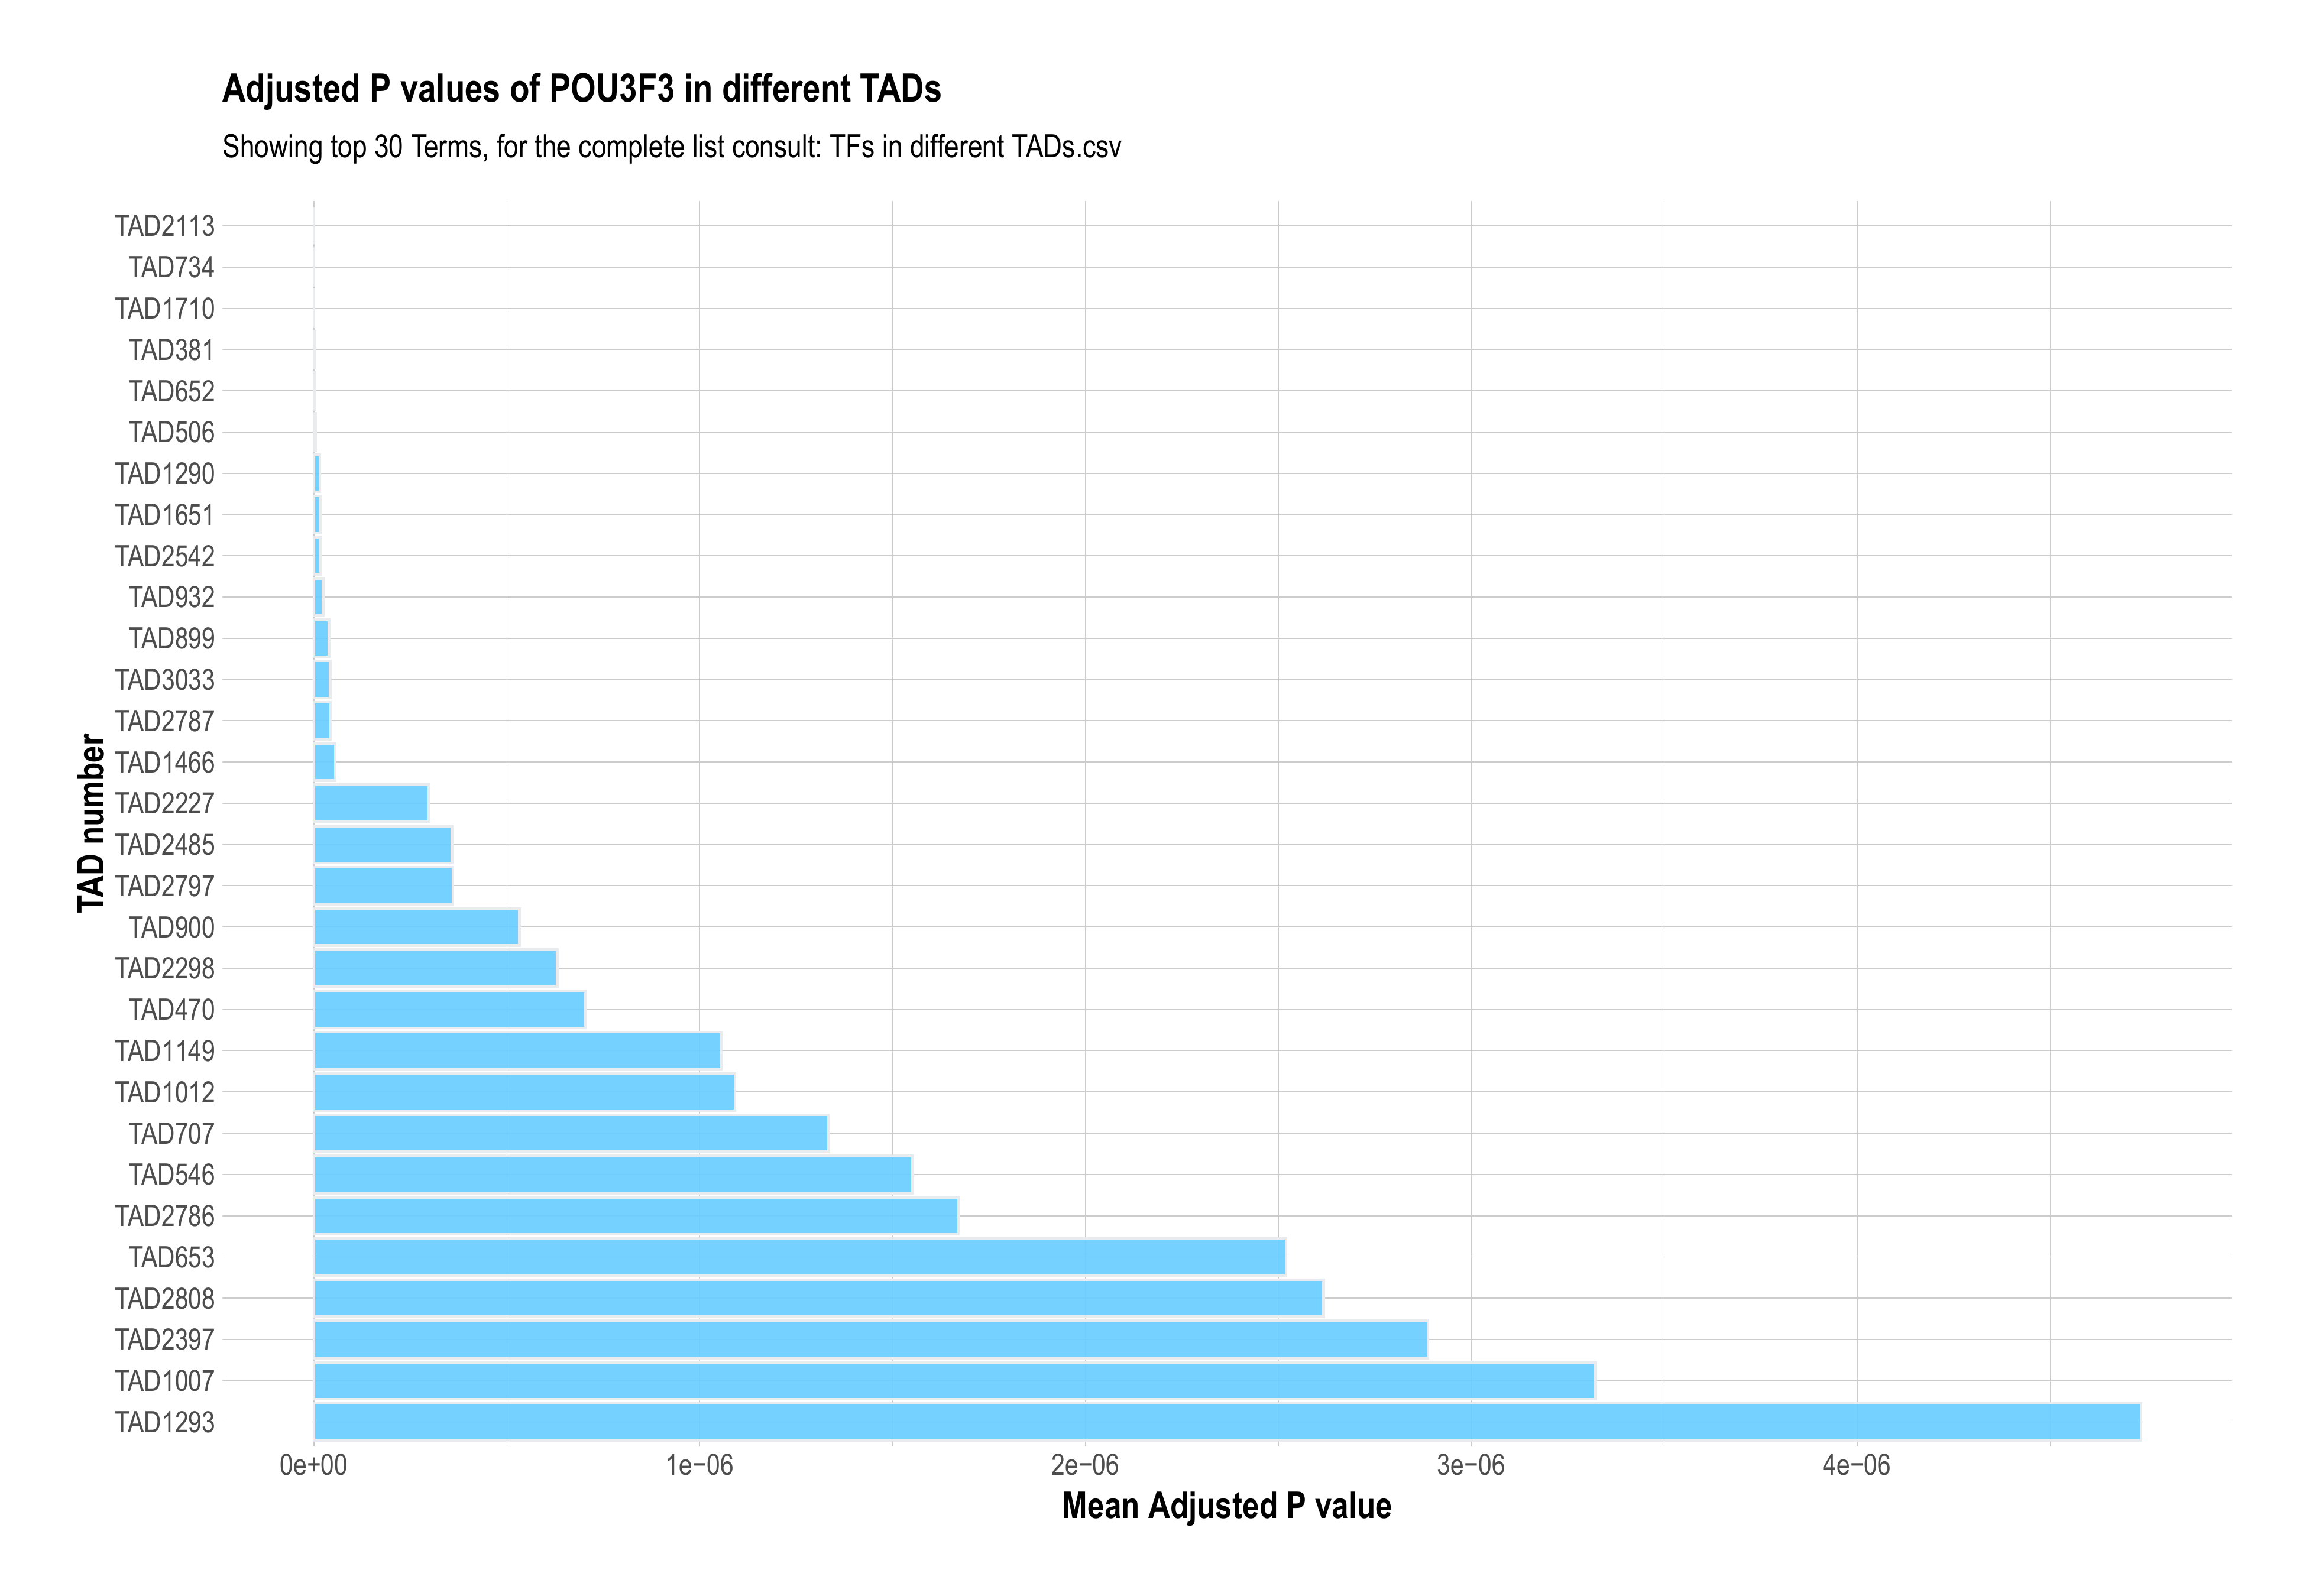 Adjusted P values of POU3F3 in different TADs
Showing top 30 Terms, for the complete list consult: TFs in different TADs.csv
TAD number
TAD2113
TAD734
TAD1710
TAD381
TAD652
TAD506
TAD1290
TAD1651
TAD2542
TAD932
TAD899
TAD3033
TAD2787
TAD1466
TAD2227
TAD2485
TAD2797
TAD900
TAD2298
TAD470
TAD1149
TAD1012
TAD707
TAD546
TAD2786
TAD653
TAD2808
TAD2397
TAD1007
TAD1293
0e+00 1e−06 2e−06 3e−06 4e−06
Mean Adjusted P value